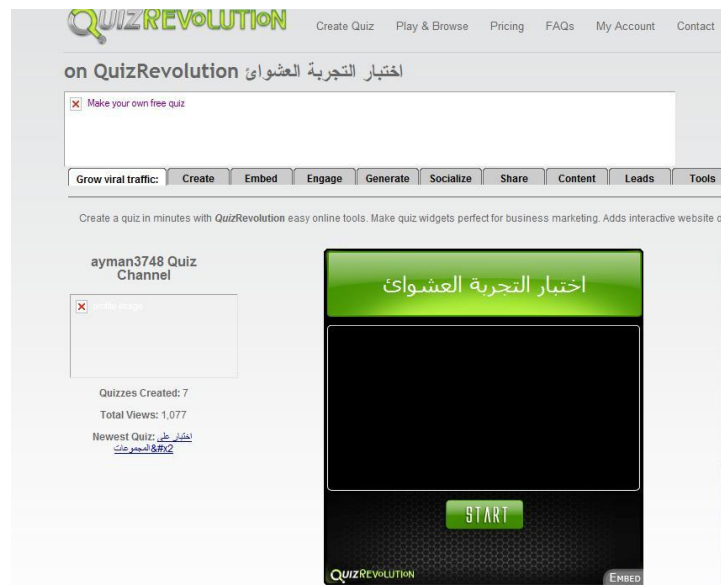 QUIZREVOLUTION
Create Quiz Play & Browse Pricing FAQs My Account Contact
on QuizRevolution اختبار التجربة العشوائ
Make your own free quiz
Grow viral traffic: Create Embed Engage Generate Socialize Share Content Leads Tools
Create a quiz in minutes with QuizRevolution easy online tools. Make quiz widgets perfect for business marketing. Adds interactive website
ayman3748 Quiz
Channel
اختبار التجربة العشوائ
profile image
Quizzes Created: 7
Total Views: 1,077
Newest Quiz: اختبار على
المجموعات&#x2
START
QUIZREVOLUTION
EMBED